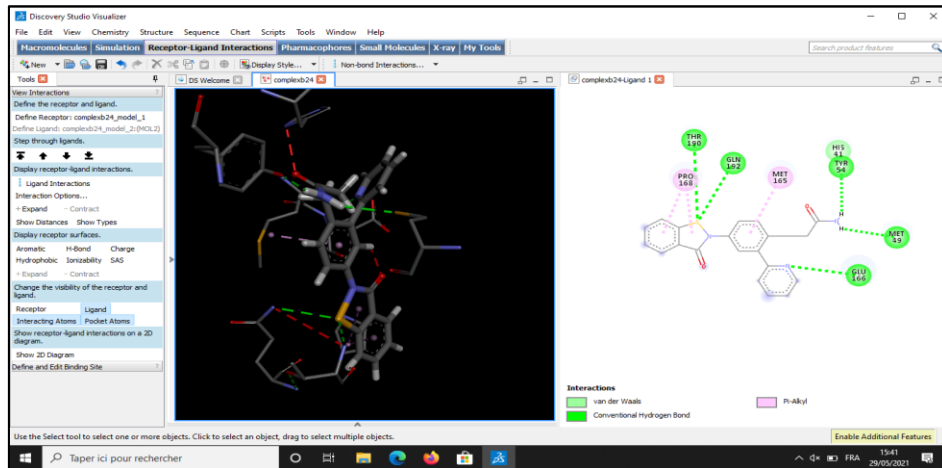 Discovery Studio Visualizer
File Edit View Chemistry Structure Sequence Chart Scripts Tools Window Help
Macromolecules Simulation Receptor-Ligand Interactions Pharmacophores Small Molecules X-ray My Tools
Search product features
New Display Style... Non-bond Interactions...
Tools
DS Welcome
complexb24
complexb24-Ligand 1
View Interactions
Define the receptor and ligand.
Define Receptor: complexb24_model_1
Define Ligand: complexb24_model_2:(MOL2)
Step through ligands.
Display receptor-ligand interactions.
Ligand Interactions
Interaction Options...
+ Expand - Contract
Show Distances Show Types
Display receptor surfaces.
Aromatic H-Bond Charge
Hydrophobic Ionizability SAS
+ Expand - Contract
Change the visibility of the receptor and
ligand.
Receptor Ligand
Interacting Atoms Pocket Atoms
Show receptor-ligand interactions on a 2D
diagram.
Show 2D Diagram
Define and Edit Binding Site
THR
190
GLN
192
PRO
168
MET
165
HIS
41
TYR
54
MET
49
GLU
166
H
H
Interactions
van der Waals
Conventional Hydrogen Bond
Pi-Alkyl
Use the Select tool to select one or more objects. Click to select an object, drag to select multiple objects.
Enable Additional Features
Taper ici pour rechercher
FRA
15:41
29/05/2021